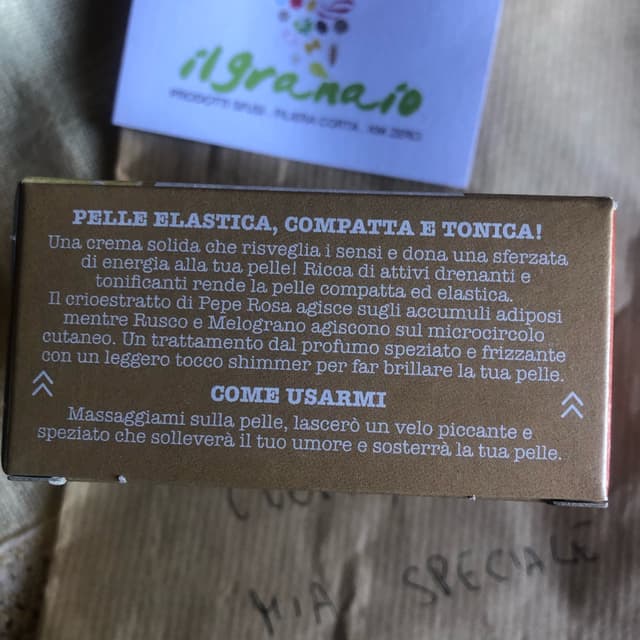 ilgranaio
PRODOTTI SFUSI . FILIERA CORTA . KM ZERO
PELLE ELASTICA, COMPATTA E TONICA!
Una crema solida che risveglia i sensi e dona una sferzata
di energia alla tua pelle! Ricca di attivi drenanti e
tonificanti rende la pelle compatta ed elastica.
Il crioestratto di Pepe Rosa agisce sugli accumuli adiposi
mentre Rusco e Melograno agiscono sul microcircolo
cutaneo. Un trattamento dal profumo speziato e frizzante
con un leggero tocco shimmer per far brillare la tua pelle.
COME USARMI
Massaggiami sulla pelle, lascerò un velo piccante e
speziato che solleverà il tuo umore e sosterrà la tua pelle.
MIA SPECIALE